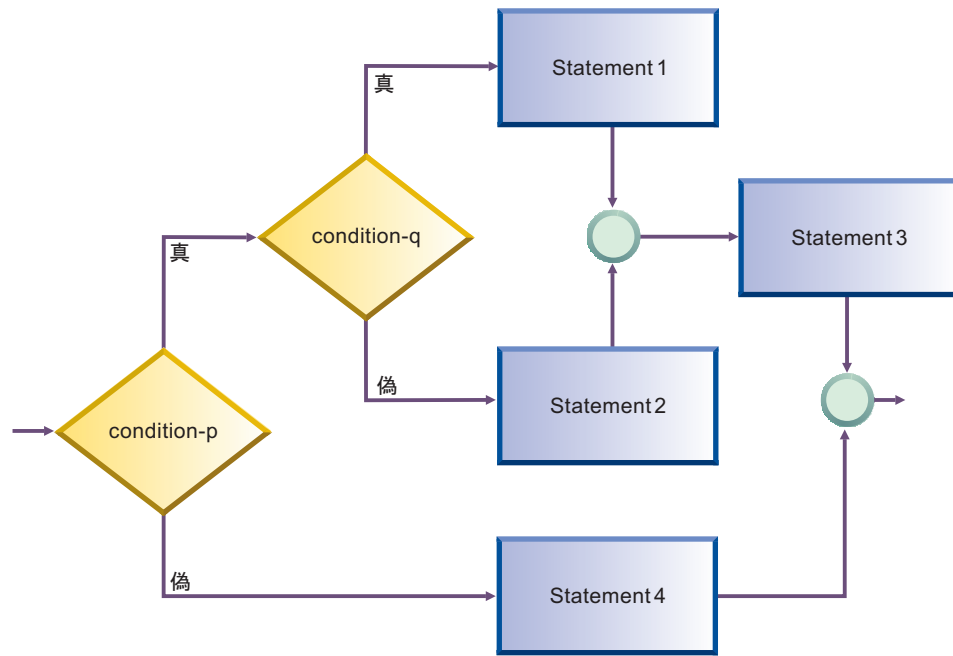 Statement 1
真
condition-q
Statement 3
真
偽
Statement 2
condition-p
偽
Statement 4